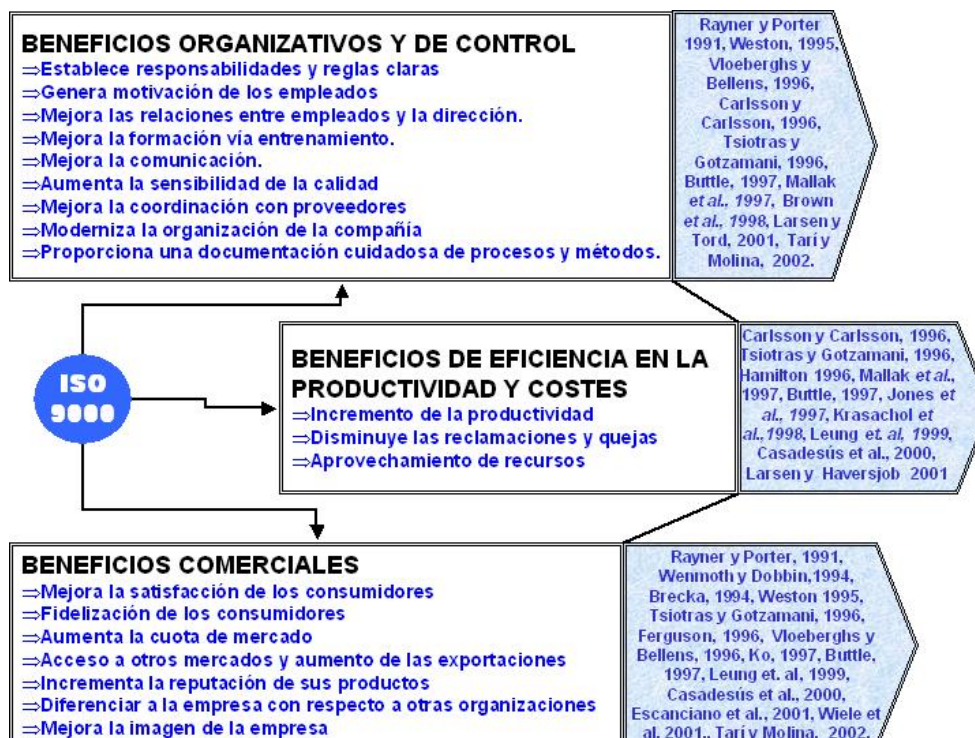 BENEFICIOS ORGANIZATIVOS Y DE CONTROL
⇒Establece responsabilidades y reglas claras
⇒Genera motivación de los empleados
⇒Mejora las relaciones entre empleados y la dirección.
⇒Mejora la formación vía entrenamiento.
⇒Mejora la comunicación.
⇒Aumenta la sensibilidad de la calidad
⇒Mejora la coordinación con proveedores
⇒Moderniza la organización de la compañía
⇒Proporciona una documentación cuidadosa de procesos y métodos.
Rayner y Porter
1991, Weston, 1995,
Vloeberghs y
Bellens, 1996,
Carlsson y
Carlsson, 1996,
Tsiotras y
Gotzamani, 1996,
Buttle, 1997, Mallak
et al., 1997, Brown
et al., 1998, Larsen y
Tord, 2001, Tarí y
Molina, 2002.
ISO
9000
BENEFICIOS DE EFICIENCIA EN LA
PRODUCTIVIDAD Y COSTES
⇒Incremento de la productividad
⇒Disminuye las reclamaciones y quejas
⇒Aprovechamiento de recursos
Carlsson y Carlsson, 1996,
Tsiotras y Gotzamani, 1996,
Hamilton 1996, Mallak et al.,
1997, Buttle, 1997, Jones et
al., 1997, Krasachol et
al.,1998, Leung et. al, 1999,
Casadesús et al., 2000,
Larsen y Haversjob 2001
BENEFICIOS COMERCIALES
⇒Mejora la satisfacción de los consumidores
⇒Fidelización de los consumidores
⇒Aumenta la cuota de mercado
⇒Acceso a otros mercados y aumento de las exportaciones
⇒Incrementa la reputación de sus productos
⇒Diferenciar a la empresa con respecto a otras organizaciones
⇒Mejora la imagen de la empresa
Rayner y Porter, 1991,
Wenmoth y Dobbin,1994,
Brecka, 1994, Weston 1995,
Tsiotras y Gotzamani, 1996,
Ferguson, 1996, Vloeberghs y
Bellens, 1996, Ko, 1997, Buttle,
1997, Leung et. al, 1999,
Casadesús et al., 2000,
Escanciano et al., 2001, Wiele et
al, 2001., Tarí y Molina, 2002.